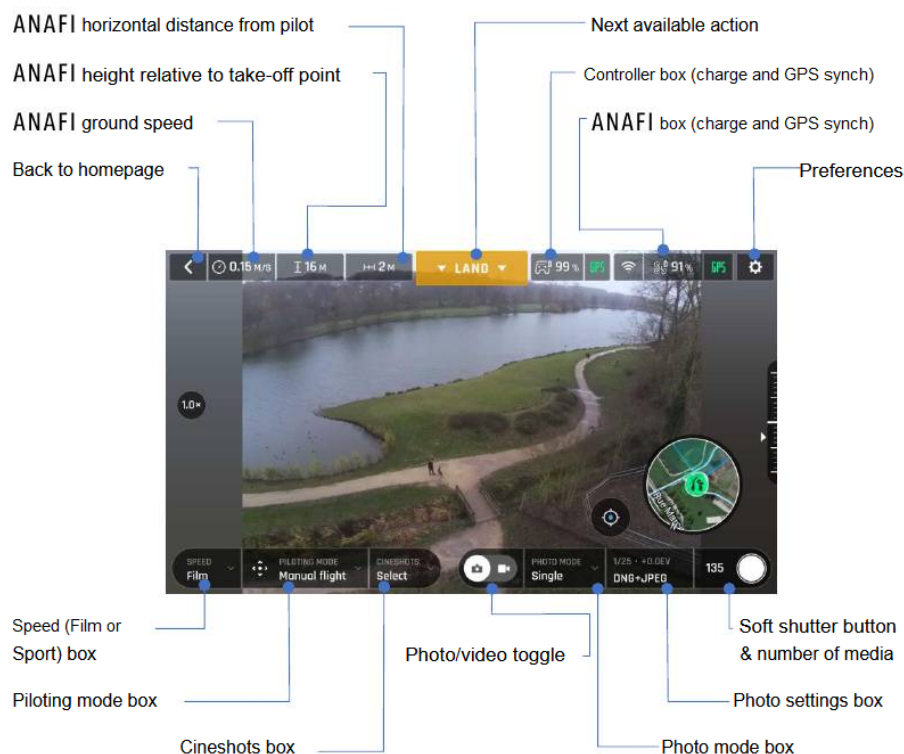 ANAFI horizontal distance from pilot
Next available action
ANAFI height relative to take-off point
Controller box (charge and GPS synch)
ANAFI ground speed
ANAFI box (charge and GPS synch)
Back to homepage
Preferences
0.15 M/S
16 M
2 M
LAND
99 %
GPS
91 %
GPS
1.0×
Blue
SPEED
Film
PILOTING MODE
Manual flight
CINESHOTS
Select
PHOTO MODE
Single
1/25 · +0.0EV
DNG+JPEG
135
Speed (Film or
Sport) box
Photo/video toggle
Soft shutter button
& number of media
Piloting mode box
Photo settings box
Cineshots box
Photo mode box